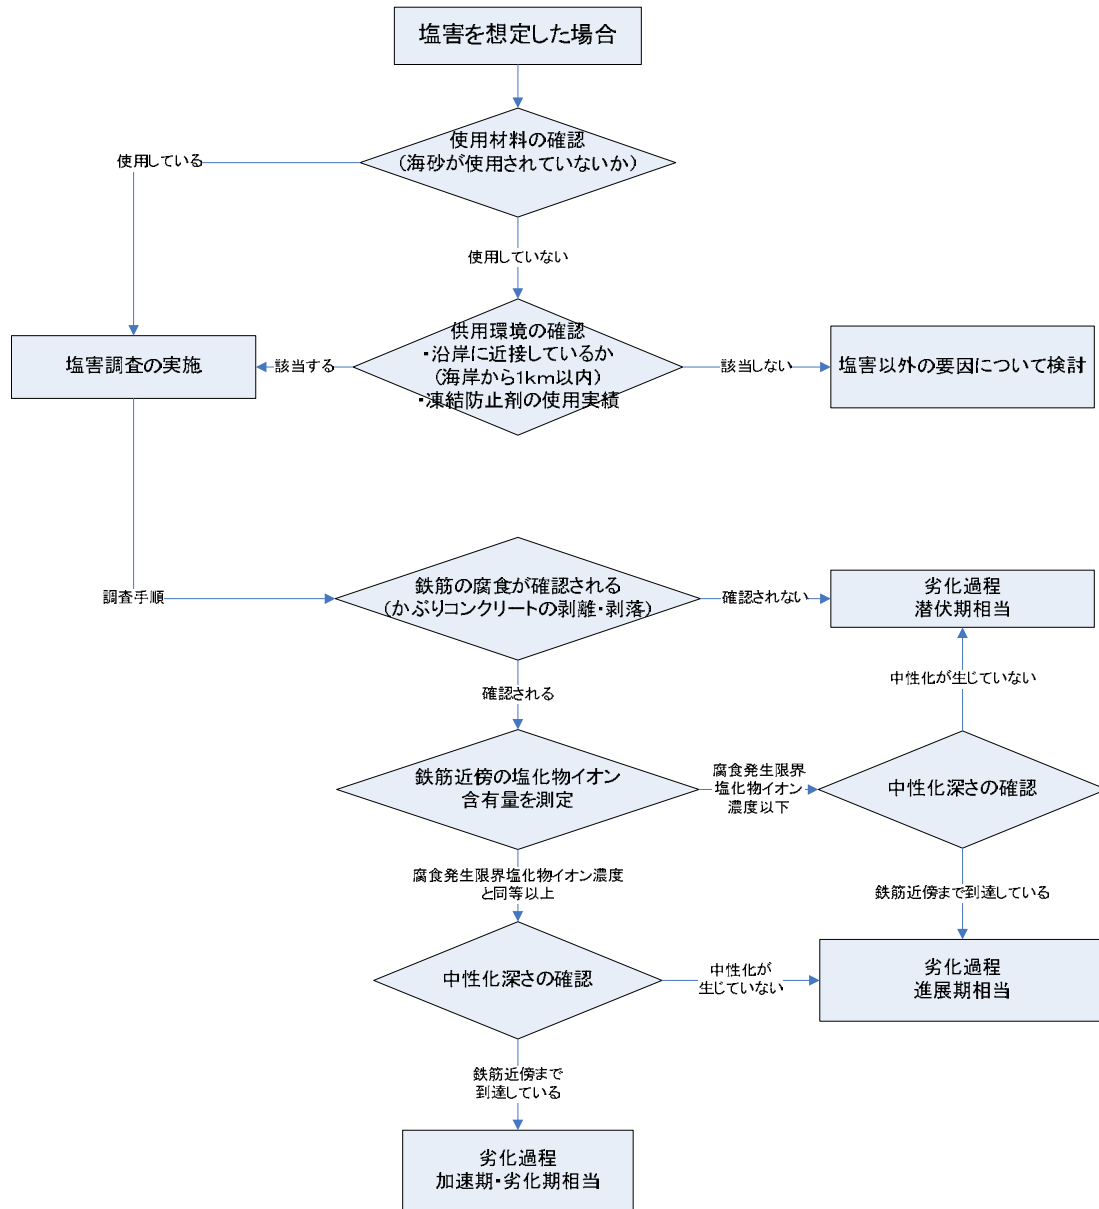 塩害を想定した場合
使用材料の確認
(海砂が使用されていないか)
使用している
使用していない
供用環境の確認
・沿岸に近接しているか
(海岸から1km以内)
・凍結防止剤の使用実績
塩害調査の実施
該当する
該当しない
塩害以外の要因について検討
調査手順
鉄筋の腐食が確認される
(かぶりコンクリートの剥離・剥落)
確認されない
劣化過程
潜伏期相当
確認される
中性化が生じていない
鉄筋近傍の塩化物イオン
含有量を測定
腐食発生限界
塩化物イオン
濃度以下
中性化深さの確認
腐食発生限界塩化物イオン濃度
と同等以上
鉄筋近傍まで到達している
中性化深さの確認
中性化が
生じていない
劣化過程
進展期相当
鉄筋近傍まで
到達している
劣化過程
加速期・劣化期相当